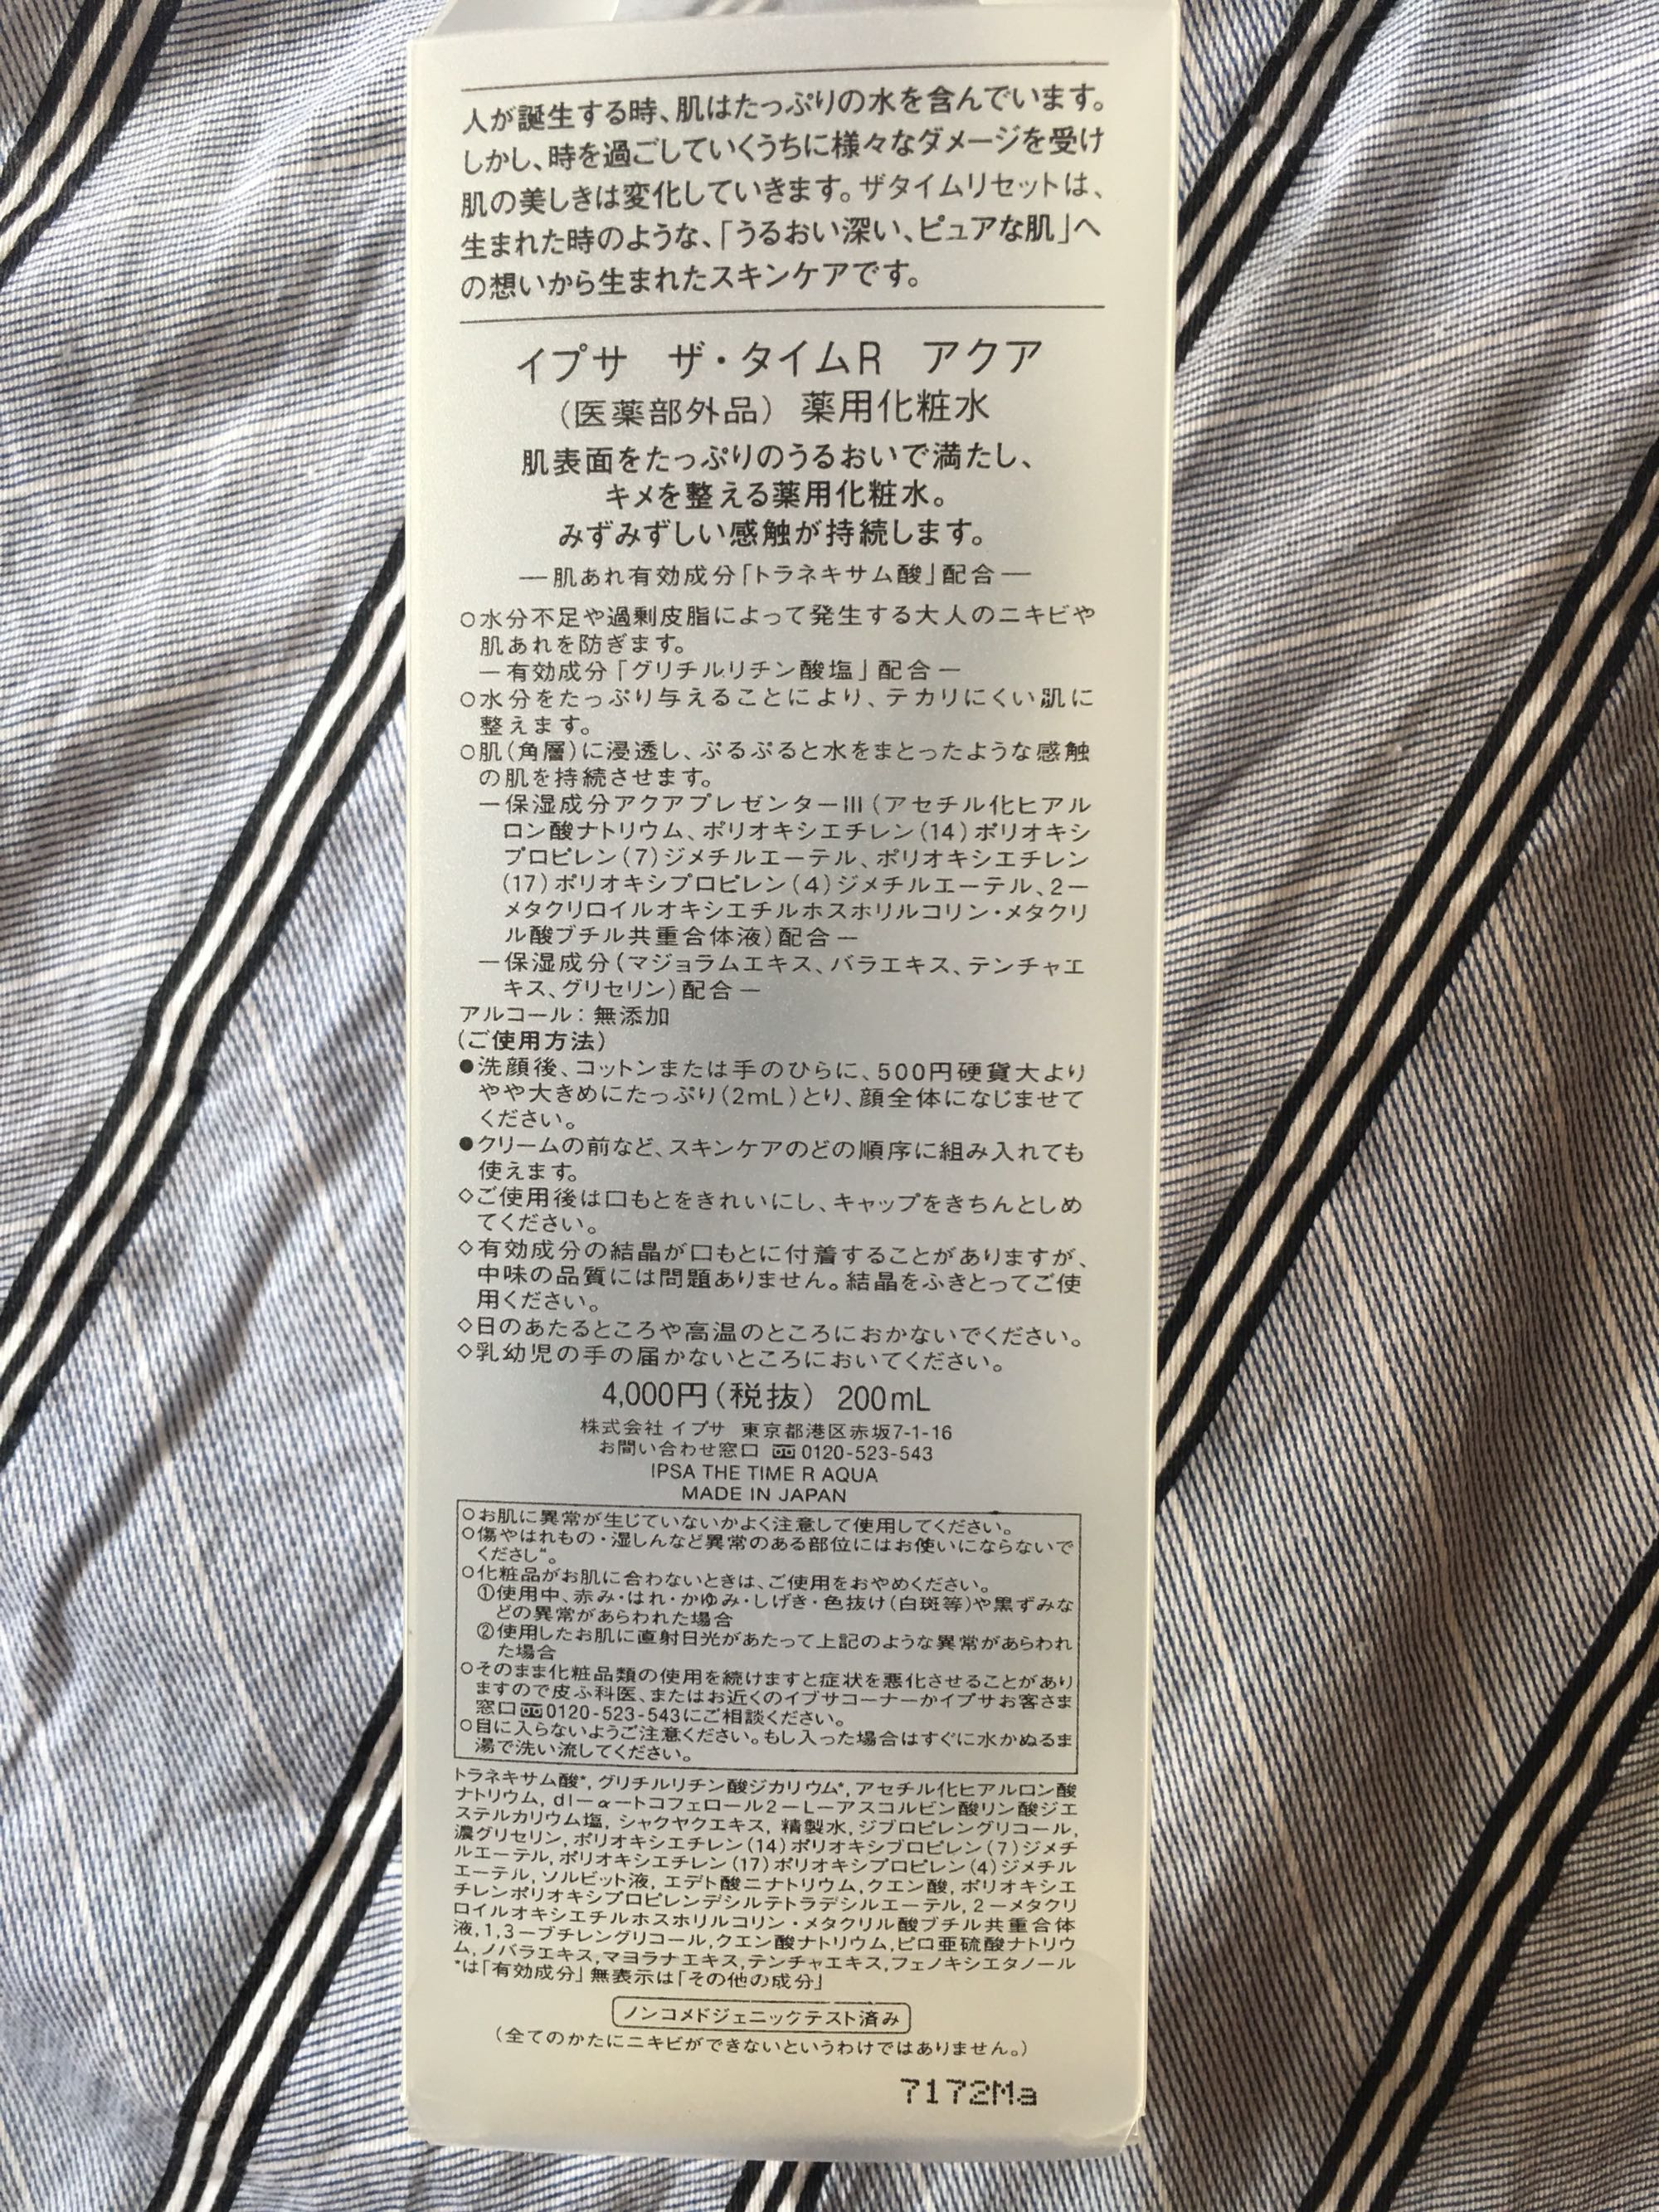 人が誕生する時、肌はたっぷりの水を含んでいます。
しかし、時を過ごしていくうちに様々なダメージを受け
肌の美しきは変化していきます。ザタイムリセットは、
生まれた時のような、「うるおい深い、ピュアな肌」へ
の想いから生まれたスキンケアです。
イプサ ザ・タイムR アクア
（医薬部外品） 薬用化粧水
肌表面をたっぷりのうるおいで満たし、
キメを整える薬用化粧水。
みずみずしい感触が持続します。
―肌あれ有効成分「トラネキサム酸」配合―
○水分不足や過剰皮脂によって発生する大人のニキビや
肌あれを防ぎます。
―有効成分「グリチルリチン酸塩」配合―
○水分をたっぷり与えることにより、テカリにくい肌に
整えます。
○肌（角層）に浸透し、ぷるぷると水をまとったような感触
の肌を持続させます。
―保湿成分アクアプレゼンターIII（アセチル化ヒアル
ロン酸ナトリウム、ポリオキシエチレン（14）ポリオキシ
プロピレン（7）ジメチルエーテル、ポリオキシエチレン
（17）ポリオキシプロピレン（4）ジメチルエーテル、2―
メタクリロイルオキシエチルホスホリルコリン・メタクリ
ル酸ブチル共重合体液）配合―
―保湿成分（マジョラムエキス、バラエキス、テンチャエ
キス、グリセリン）配合―
アルコール：無添加
（ご使用方法）
●洗顔後、コットンまたは手のひらに、500円硬貨大より
やや大きめにたっぷり（2mL）とり、顔全体になじませて
ください。
●クリームの前など、スキンケアのどの順序に組み入れても
使えます。
◇ご使用後は口もとをきれいにし、キャップをきちんとしめ
てください。
◇有効成分の結晶が口もとに付着することがありますが、
中味の品質には問題ありません。結晶をふきとってご使
用ください。
◇日のあたるところや高温のところにおかないでください。
◇乳幼児の手の届かないところにおいてください。
4,000円（税抜） 200mL
株式会社 イプサ 東京都港区赤坂7-1-16
お問い合わせ窓口 0120-523-543
IPSA THE TIME R AQUA
MADE IN JAPAN
○お肌に異常が生じていないかよく注意して使用してください。
○傷やはれもの・湿しんなど異常のある部位にはお使いにならないで
ください。
○化粧品がお肌に合わないときは、ご使用をおやめください。
①使用中、赤み・はれ・かゆみ・しげき・色抜け（白斑等）や黒ずみな
どの異常があらわれた場合
②使用したお肌に直射日光があたって上記のような異常があらわれ
た場合
○そのまま化粧品類の使用を続けますと症状を悪化させることがあり
ますので皮ふ科医、またはお近くのイプサコーナーかイプサお客さま
窓口0120-523-543にご相談ください。
○目に入らないようご注意ください。もし入った場合はすぐに水かぬるま
湯で洗い流してください。
トラネキサム酸*, グリチルリチン酸ジカリウム*, アセチル化ヒアルロン酸
ナトリウム, dl―α―トコフェロール2―L―アスコルビン酸リン酸ジエ
ステルカリウム塩, シャクヤクエキス, 精製水, ジプロピレングリコール,
濃グリセリン, ポリオキシエチレン（14）ポリオキシプロピレン（7）ジメチ
ルエーテル, ポリオキシエチレン（17）ポリオキシプロピレン（4）ジメチル
エーテル, ソルビット液, エデト酸二ナトリウム, クエン酸, ポリオキシエ
チレンポリオキシプロピレンデシルテトラデシルエーテル, 2―メタクリ
ロイルオキシエチルホスホリルコリン・メタクリル酸ブチル共重合体
液, 1,3―ブチレングリコール, クエン酸ナトリウム, ピロ亜硫酸ナトリウ
ム, ノバラエキス, マヨラナエキス, テンチャエキス, フェノキシエタノール
*は「有効成分」無表示は「その他の成分」
ノンコメドジェニックテスト済み
（全てのかたにニキビができないというわけではありません。）
7172Ma